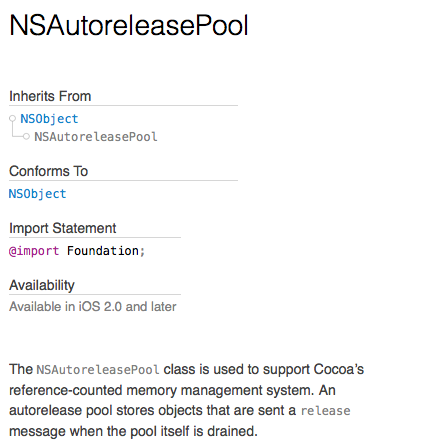 NSAutoreleasePool
Inherits From
NSObject
NSAutoreleasePool
Conforms To
NSObject
Import Statement
@import Foundation;
Availability
Available in iOS 2.0 and later
The NSAutoreleasePool class is used to support Cocoa’s
reference-counted memory management system. An
autorelease pool stores objects that are sent a release
message when the pool itself is drained.